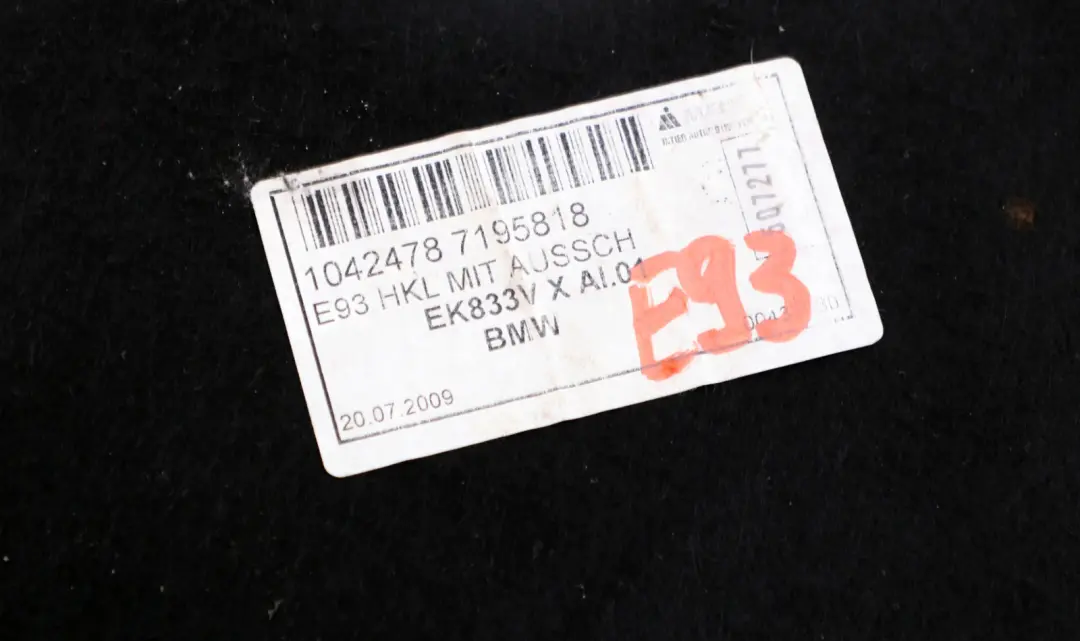 1042478 7195818
E93 HKL MIT AUSSCH
EK833V X AI.01
BMW
20.07.2009
E93